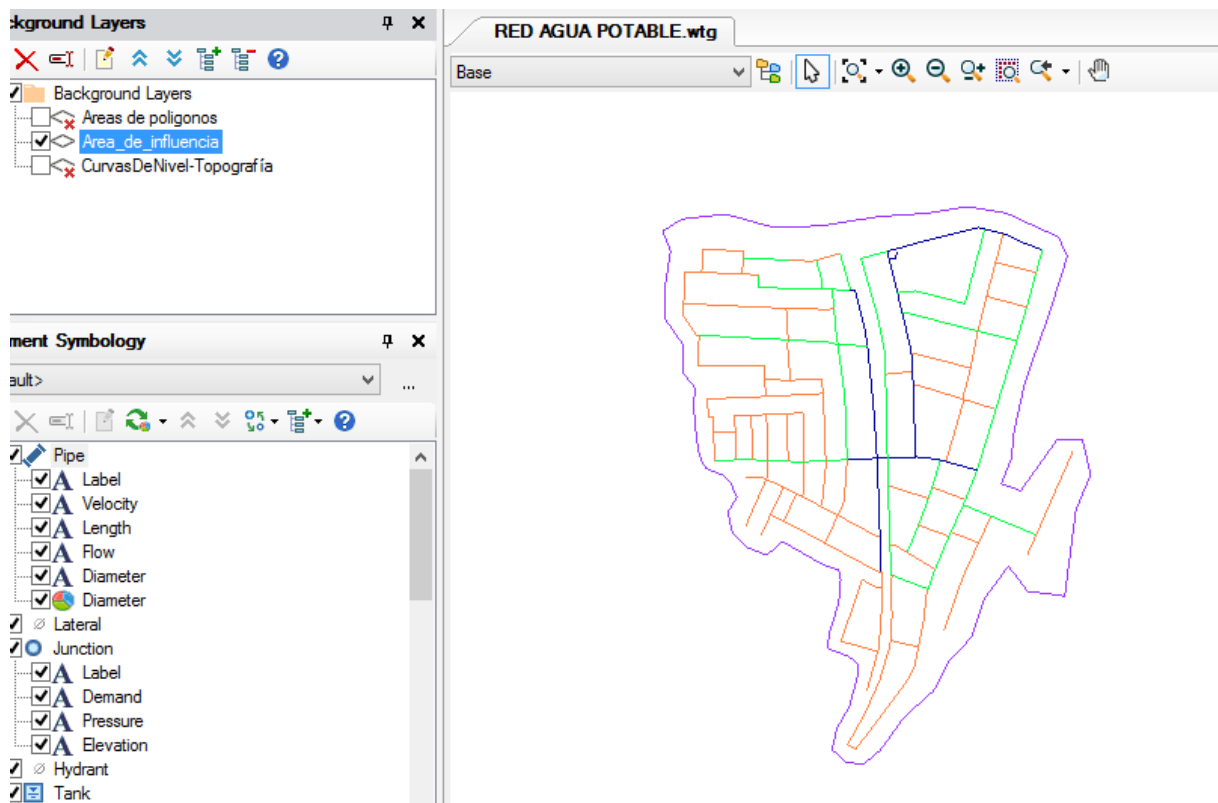 ckground Layers
Background Layers
Areas de poligonos
Area_de_influencia
CurvasDeNivel-Topografía
ment Symbology
ault>
...
Pipe
A Label
A Velocity
A Length
A Flow
A Diameter
Diameter
Lateral
Junction
A Label
A Demand
A Pressure
A Elevation
Hydrant
Tank
RED AGUA POTABLE.wtg
Base